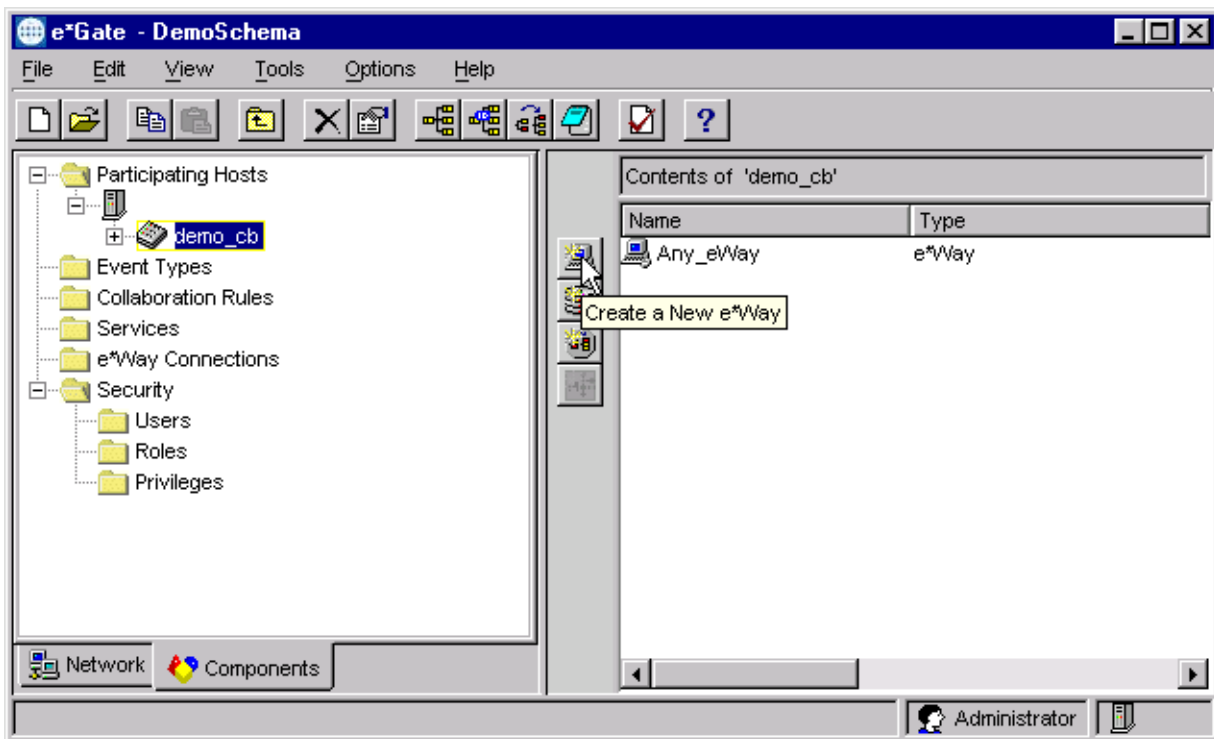 e*Gate - DemoSchema
File Edit View Tools Options Help
?
Participating Hosts
demo_cb
Event Types
Collaboration Rules
Services
e*Way Connections
Security
Users
Roles
Privileges
Network Components
Contents of 'demo_cb'
Name Type
Any_eWay e*Way
Create a New e*Way
Administrator